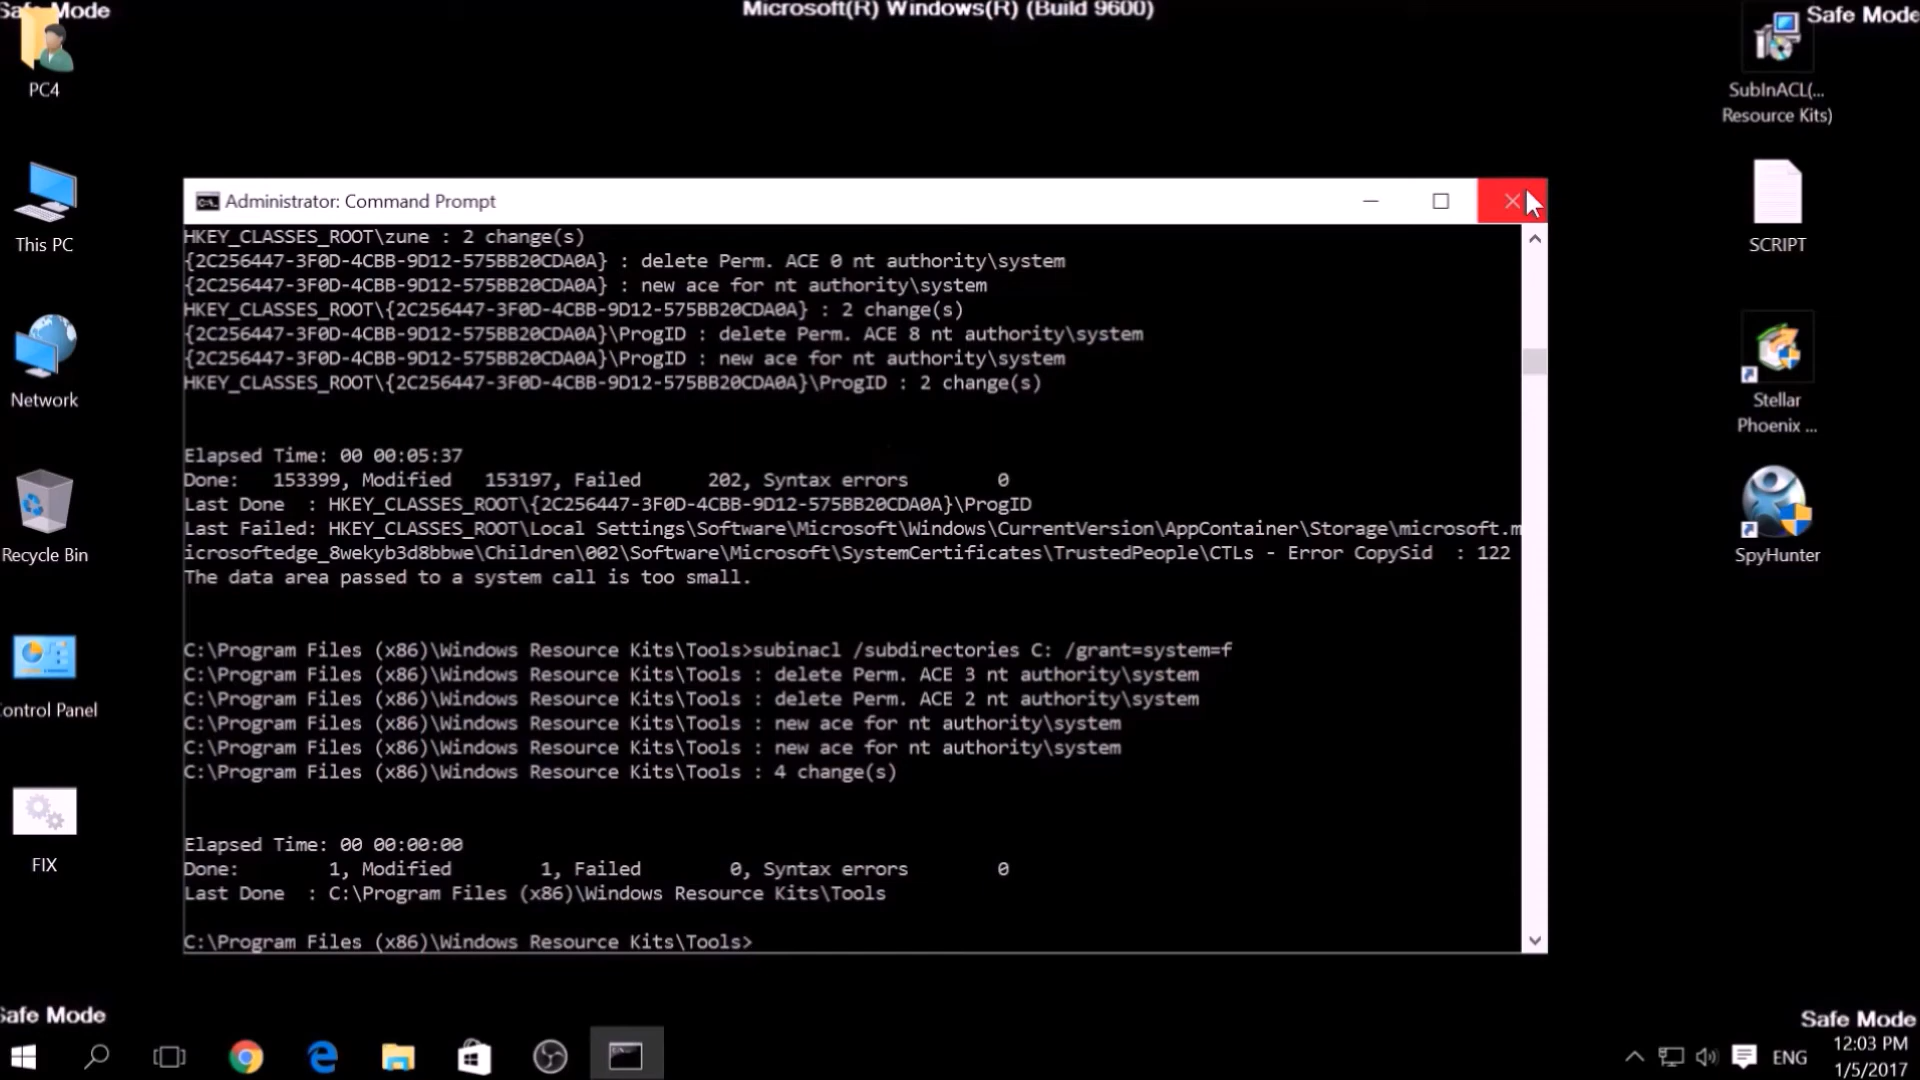 Safe Mode
Microsoft(R) Windows(R) (Build 9600)
Safe Mode
PC4
This PC
Network
Recycle Bin
ontrol Panel
FIX
SubInACL(...
Resource Kits)
SCRIPT
Stellar
Phoenix ...
SpyHunter
Administrator: Command Prompt
HKEY_CLASSES_ROOT\zune : 2 change(s)
{2C256447-3F0D-4CBB-9D12-575BB20CDA0A} : delete Perm. ACE 0 nt authority\system
{2C256447-3F0D-4CBB-9D12-575BB20CDA0A} : new ace for nt authority\system
HKEY_CLASSES_ROOT\{2C256447-3F0D-4CBB-9D12-575BB20CDA0A} : 2 change(s)
{2C256447-3F0D-4CBB-9D12-575BB20CDA0A}\ProgID : delete Perm. ACE 8 nt authority\system
{2C256447-3F0D-4CBB-9D12-575BB20CDA0A}\ProgID : new ace for nt authority\system
HKEY_CLASSES_ROOT\{2C256447-3F0D-4CBB-9D12-575BB20CDA0A}\ProgID : 2 change(s)
Elapsed Time: 00 00:05:37
Done:   153399, Modified   153197, Failed      202, Syntax errors        0
Last Done  : HKEY_CLASSES_ROOT\{2C256447-3F0D-4CBB-9D12-575BB20CDA0A}\ProgID
Last Failed: HKEY_CLASSES_ROOT\Local Settings\Software\Microsoft\Windows\CurrentVersion\AppContainer\Storage\microsoft.m
icrosoftedge_8wekyb3d8bbwe\Children\002\Software\Microsoft\SystemCertificates\TrustedPeople\CTLs - Error CopySid  : 122
The data area passed to a system call is too small.
C:\Program Files (x86)\Windows Resource Kits\Tools>subinacl /subdirectories C: /grant=system=f
C:\Program Files (x86)\Windows Resource Kits\Tools : delete Perm. ACE 3 nt authority\system
C:\Program Files (x86)\Windows Resource Kits\Tools : delete Perm. ACE 2 nt authority\system
C:\Program Files (x86)\Windows Resource Kits\Tools : new ace for nt authority\system
C:\Program Files (x86)\Windows Resource Kits\Tools : new ace for nt authority\system
C:\Program Files (x86)\Windows Resource Kits\Tools : 4 change(s)
Elapsed Time: 00 00:00:00
Done:        1, Modified        1, Failed        0, Syntax errors        0
Last Done  : C:\Program Files (x86)\Windows Resource Kits\Tools
C:\Program Files (x86)\Windows Resource Kits\Tools>
Safe Mode
Safe Mode
ENG
12:03 PM
1/5/2017